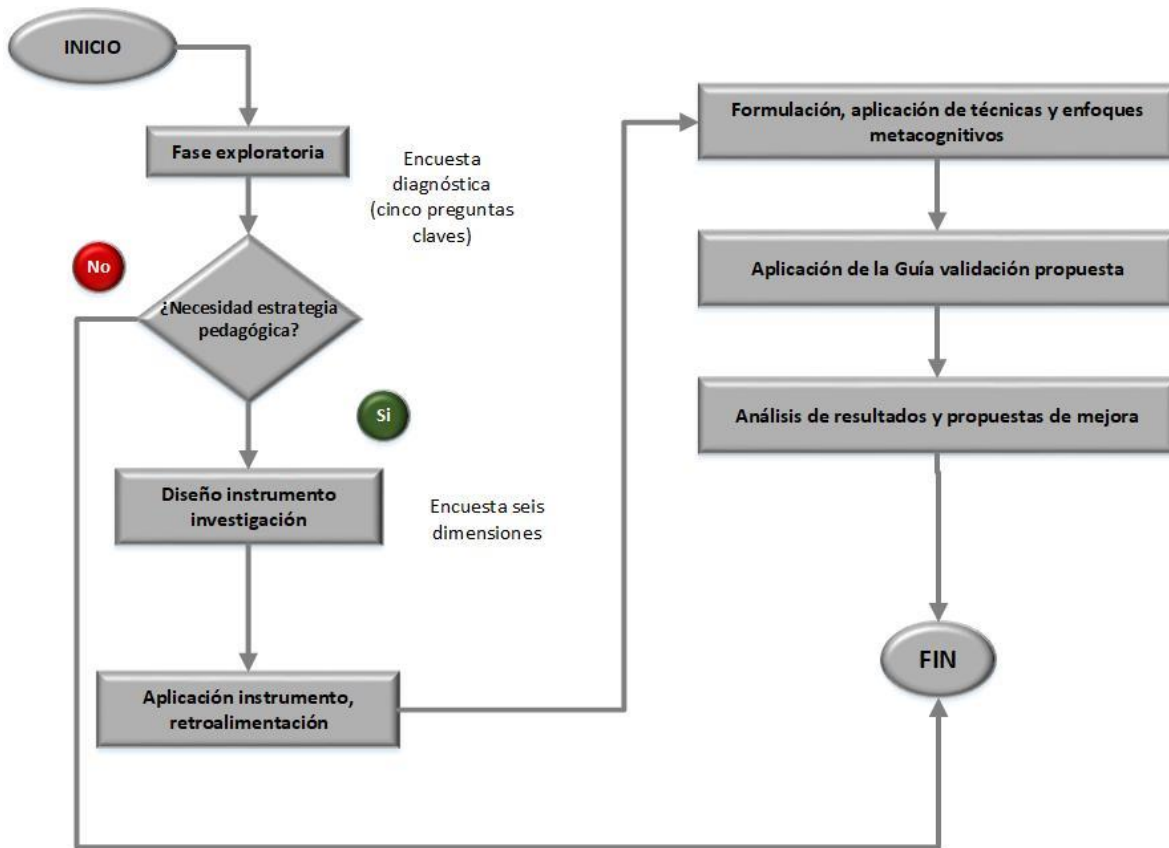 INICIO
Fase exploratoria
Encuesta
diagnóstica
(cinco preguntas
claves)
No
¿Necesidad estrategia
pedagógica?
Si
Diseño instrumento
investigación
Encuesta seis
dimensiones
Aplicación instrumento,
retroalimentación
Formulación, aplicación de técnicas y enfoques
metacognitivos
Aplicación de la Guía validación propuesta
Análisis de resultados y propuestas de mejora
FIN